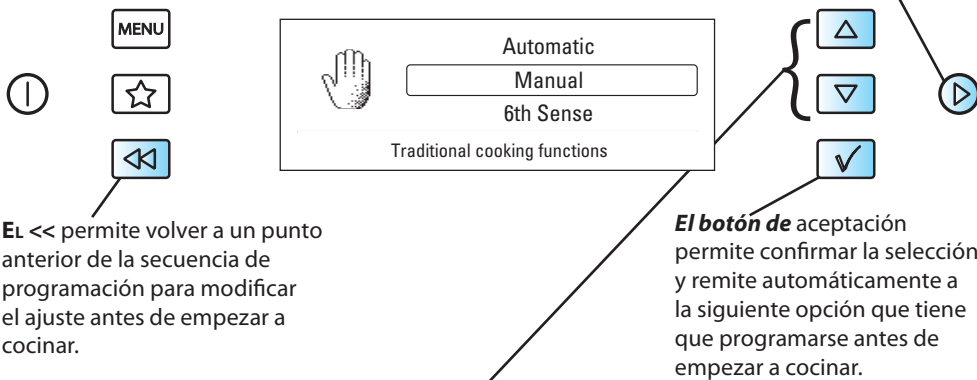 MENU
Automatic
Manual
6th Sense
Traditional cooking functions
EL << permite volver a un punto
anterior de la secuencia de
programación para modificar
el ajuste antes de empezar a
cocinar.
El botón de aceptación
permite confirmar la selección
y remite automáticamente a
la siguiente opción que tiene
que programarse antes de
empezar a cocinar.